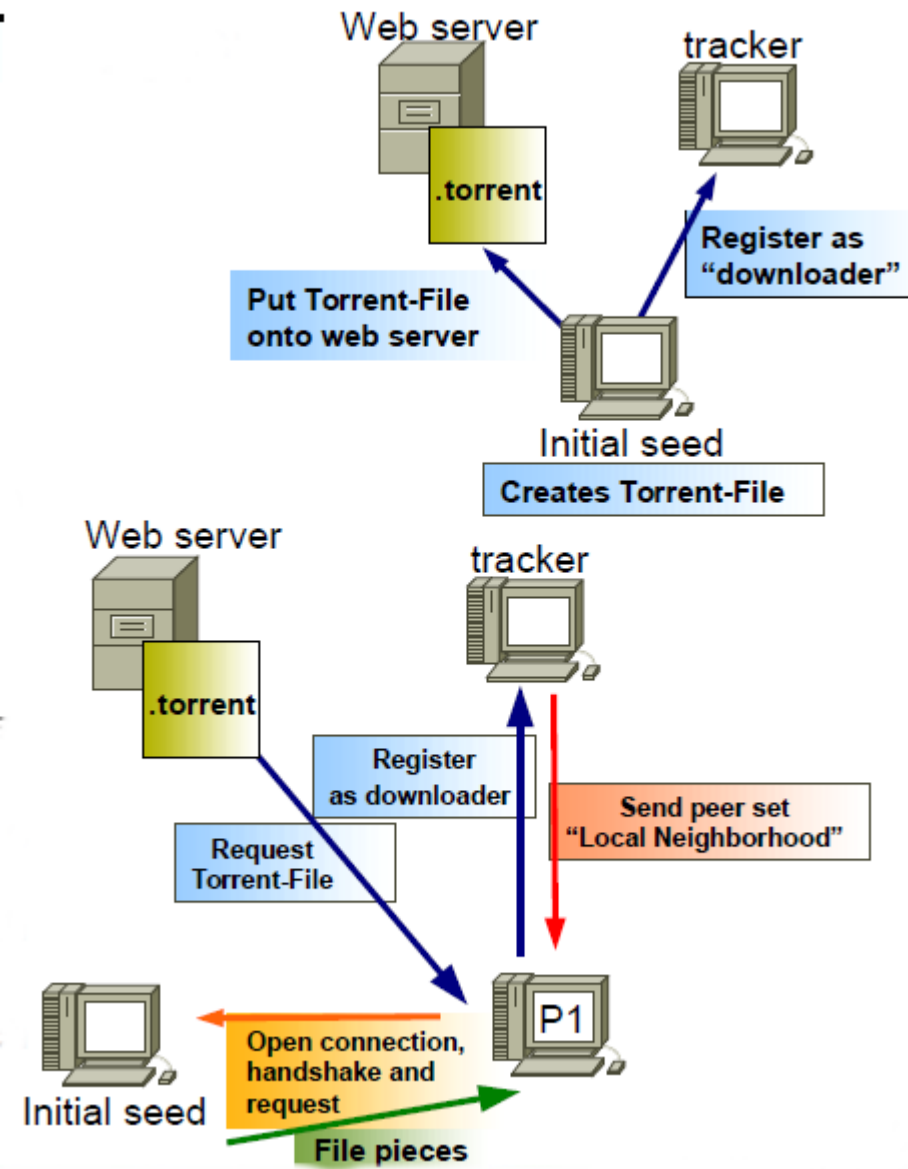 Web server
tracker
.torrent
Register as
“downloader”
Put Torrent-File
onto web server
Initial seed
Creates Torrent-File
Web server
tracker
.torrent
Register
as downloader
Send peer set
“Local Neighborhood”
Request
Torrent-File
P1
Open connection,
handshake and
request
Initial seed
File pieces